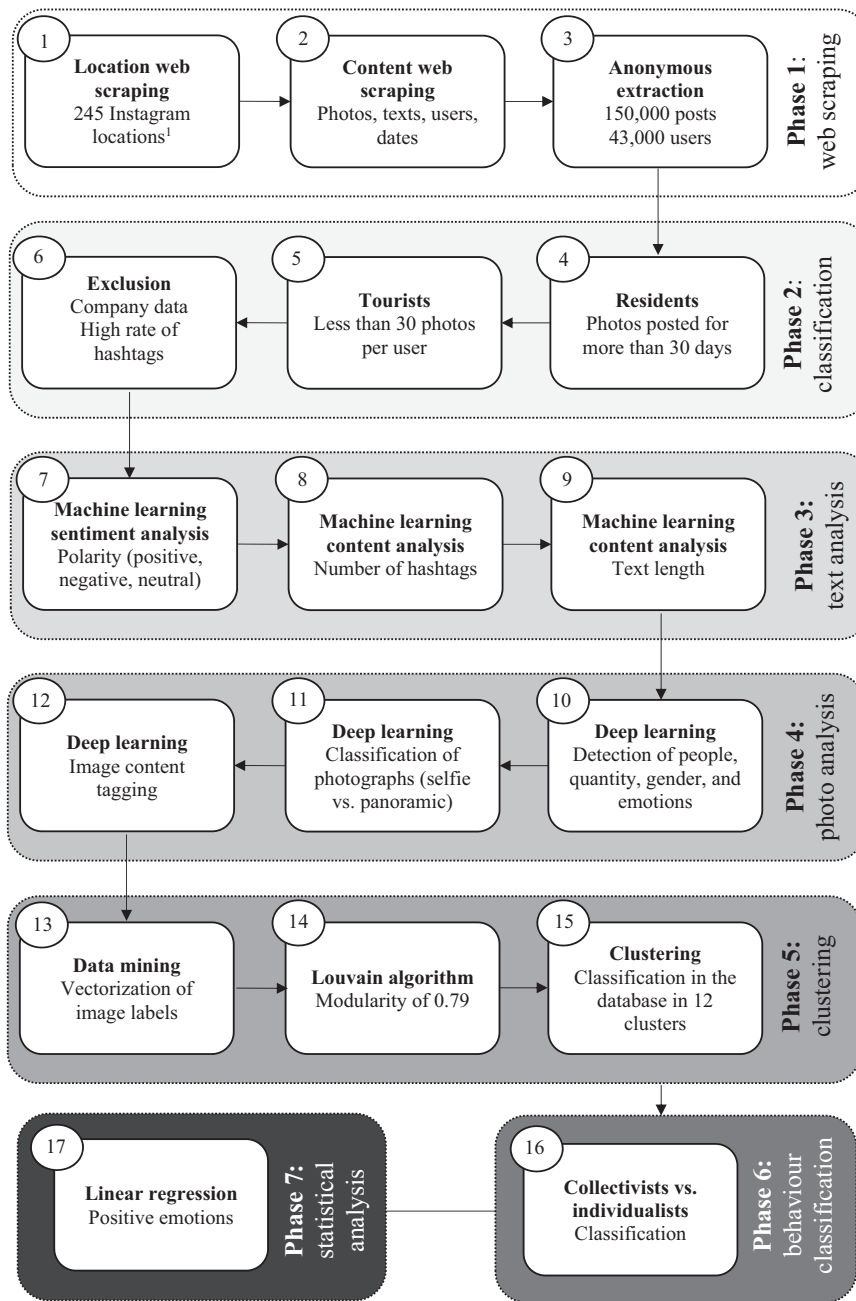 1
Location web
scraping
245 Instagram
locations¹
2
Content web
scraping
Photos, texts, users,
dates
3
Anonymous
extraction
150,000 posts
43,000 users
Phase 1:
web scraping
4
Residents
Photos posted for
more than 30 days
5
Tourists
Less than 30 photos
per user
6
Exclusion
Company data
High rate of
hashtags
Phase 2:
classification
7
Machine learning
sentiment analysis
Polarity (positive,
negative, neutral)
8
Machine learning
content analysis
Number of hashtags
9
Machine learning
content analysis
Text length
Phase 3:
text analysis
10
Deep learning
Detection of people,
quantity, gender, and
emotions
11
Deep learning
Classification of
photographs (selfie
vs. panoramic)
12
Deep learning
Image content
tagging
Phase 4:
photo analysis
13
Data mining
Vectorization of
image labels
14
Louvain algorithm
Modularity of 0.79
15
Clustering
Classification in the
database in 12
clusters
Phase 5:
clustering
16
Collectivists vs.
individualists
Classification
Phase 6:
behaviour
classification
17
Linear regression
Positive emotions
Phase 7:
statistical
analysis